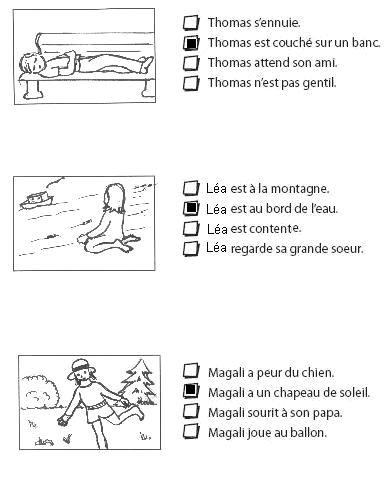 Thomas s'ennuie.
Thomas est couché sur un banc.
Thomas attend son ami.
Thomas n'est pas gentil.
Léa est à la montagne.
Léa est au bord de l'eau.
Léa est contente.
Léa regarde sa grande soeur.
Magali a peur du chien.
Magali a un chapeau de soleil.
Magali sourit à son papa.
Magali joue au ballon.